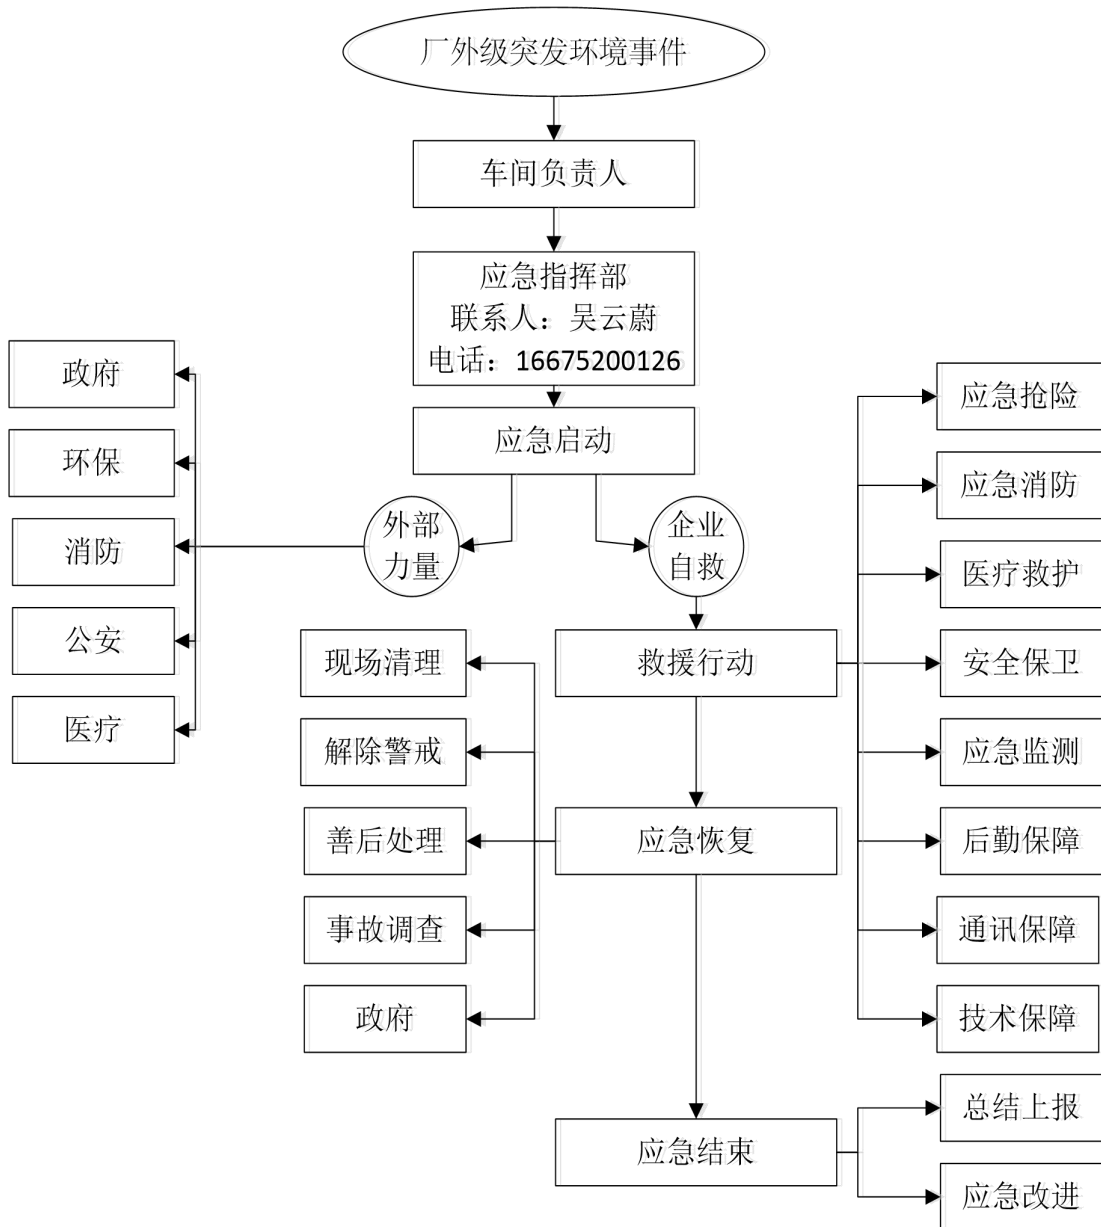 厂外级突发环境事件
车间负责人
应急指挥部
联系人：吴云蔚
电话：16675200126
应急启动
外部
力量
企业
自救
政府
环保
消防
公安
医疗
救援行动
应急抢险
应急消防
医疗救护
安全保卫
应急监测
后勤保障
通讯保障
技术保障
应急恢复
现场清理
解除警戒
善后处理
事故调查
政府
应急结束
总结上报
应急改进